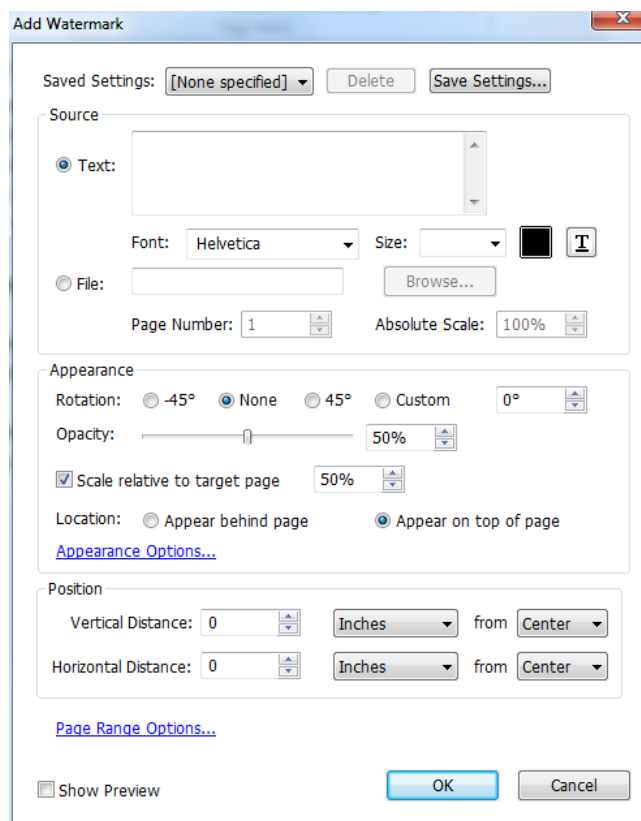 Add Watermark
Saved Settings: [None specified] Delete Save Settings...
Source
Text:
Font: Helvetica Size: T
File: Browse...
Page Number: 1 Absolute Scale: 100%
Appearance
Rotation: -45° None 45° Custom 0°
Opacity: 50%
Scale relative to target page 50%
Location: Appear behind page Appear on top of page
Appearance Options...
Position
Vertical Distance: 0 Inches from Center
Horizontal Distance: 0 Inches from Center
Page Range Options...
Show Preview OK Cancel